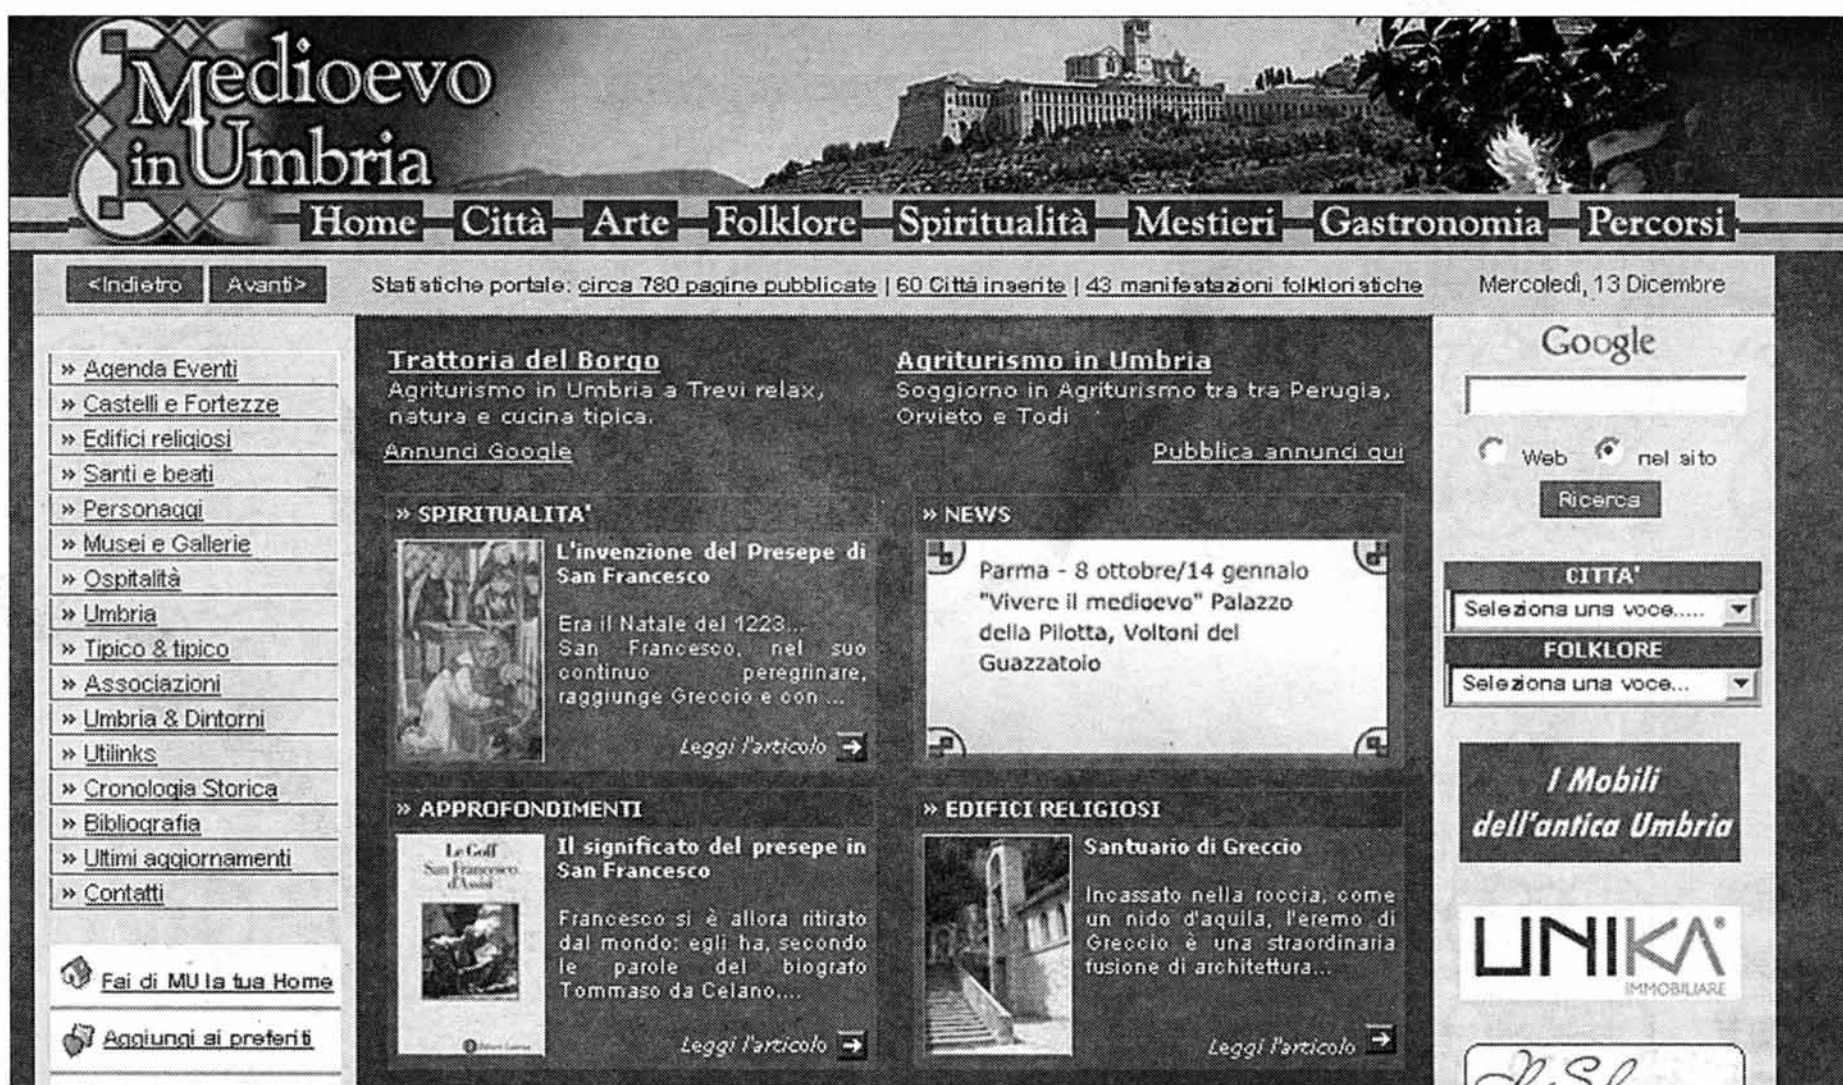 Medioevo
in Umbria
Home Città Arte Folklore Spiritualità Mestieri Gastronomia Percorsi
<Indietro Avanti> Statistiche portale: circa 780 pagine pubblicate | 60 Città inserite | 43 manifestazioni folkloristiche Mercoledì, 13 Dicembre
» Agenda Eventi
» Castelli e Fortezze
» Edifici religiosi
» Santi e beati
» Personaggi
» Musei e Gallerie
» Ospitalità
» Umbria
» Tipico & tipico
» Associazioni
» Umbria & Dintorni
» Utilinks
» Cronologia Storica
» Bibliografia
» Ultimi aggiornamenti
» Contatti
Fai di MU la tua Home
Aggiungi ai preferiti
Trattoria del Borgo
Agriturismo in Umbria a Trevi relax,
natura e cucina tipica.
Annunci Google
Agriturismo in Umbria
Soggiorno in Agriturismo tra tra Perugia,
Orvieto e Todi
Pubblica annunci qui
» SPIRITUALITA'
L'invenzione del Presepe di
San Francesco
Era il Natale del 1223...
San Francesco, nel suo
continuo peregrinare,
raggiunge Greccio e con ...
Leggi l'articolo
» NEWS
Parma - 8 ottobre/14 gennaio
"Vivere il medioevo" Palazzo
della Pilotta, Voltoni del
Guazzatoio
» APPROFONDIMENTI
Le Goff
San Francesco
d'Assisi
Il significato del presepe in
San Francesco
Francesco si è allora ritirato
dal mondo: egli ha, secondo
le parole del biografo
Tommaso da Celano,...
Leggi l'articolo
» EDIFICI RELIGIOSI
Santuario di Greccio
Incassato nella roccia, come
un nido d'aquila, l'eremo di
Greccio è una straordinaria
fusione di architettura...
Leggi l'articolo
Google
Web nel sito
Ricerca
CITTA'
Seleziona una voce.....
FOLKLORE
Seleziona una voce...
I Mobili
dell'antica Umbria
UNIKA
IMMOBILIARE